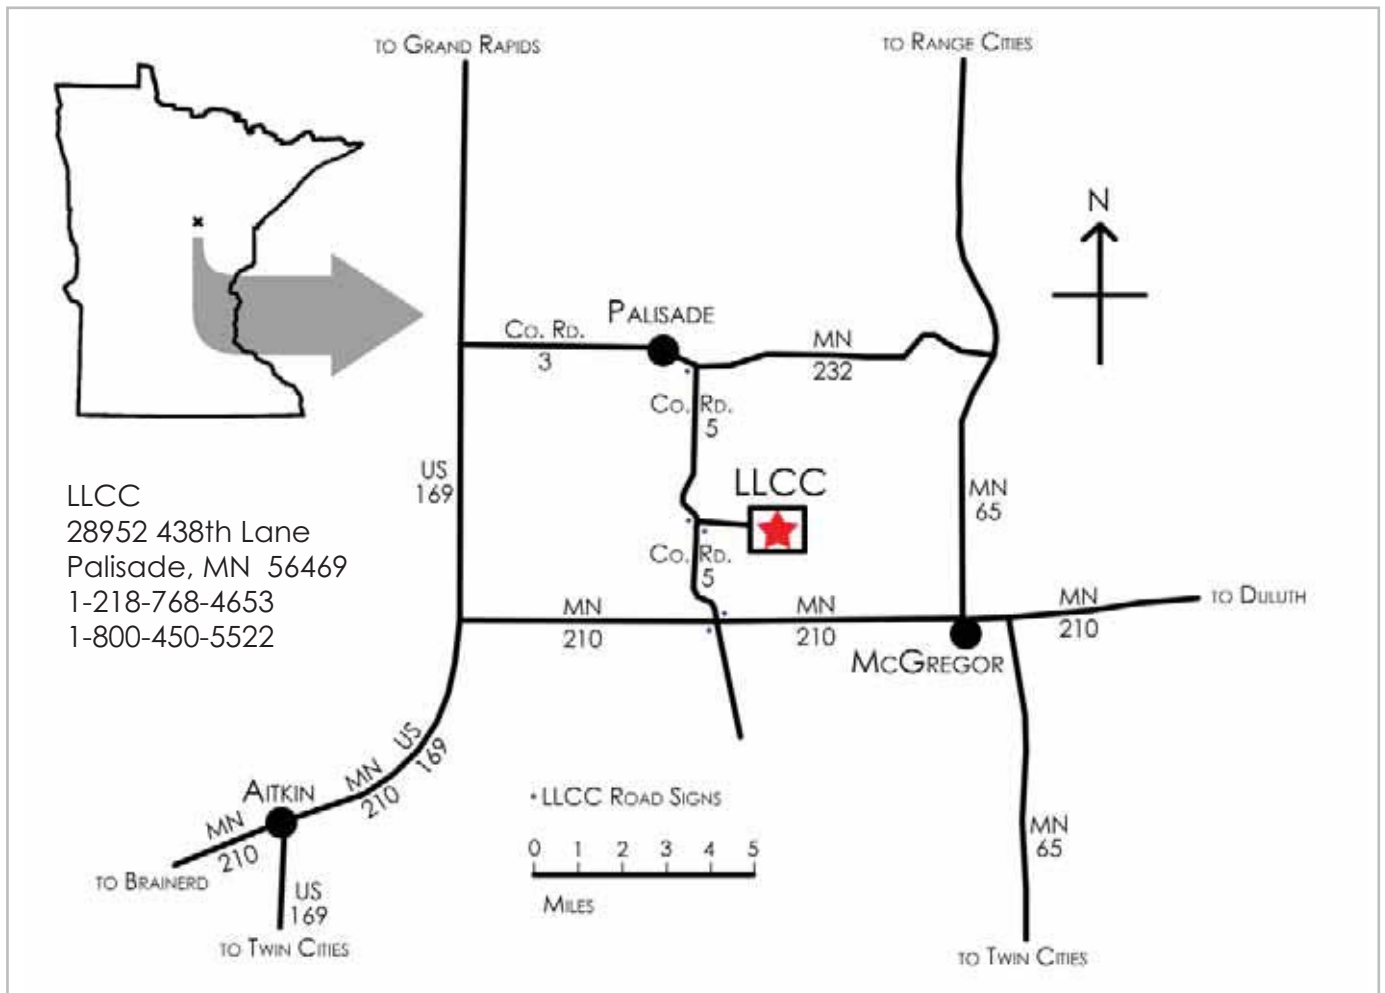 TO GRAND RAPIDS
TO RANGE CITIES
N
PALISADE
CO. RD.
3
MN
232
CO. RD.
5
US
169
LLCC
MN
65
LLCC
28952 438th Lane
Palisade, MN  56469
1-218-768-4653
1-800-450-5522
CO. RD.
5
MN
210
MN
210
MN
210
TO DULUTH
MCGREGOR
US
169
MN
210
AITKIN
MN
210
TO BRAINERD
US
169
TO TWIN CITIES
• LLCC ROAD SIGNS
0 1 2 3 4 5
MILES
MN
65
TO TWIN CITIES